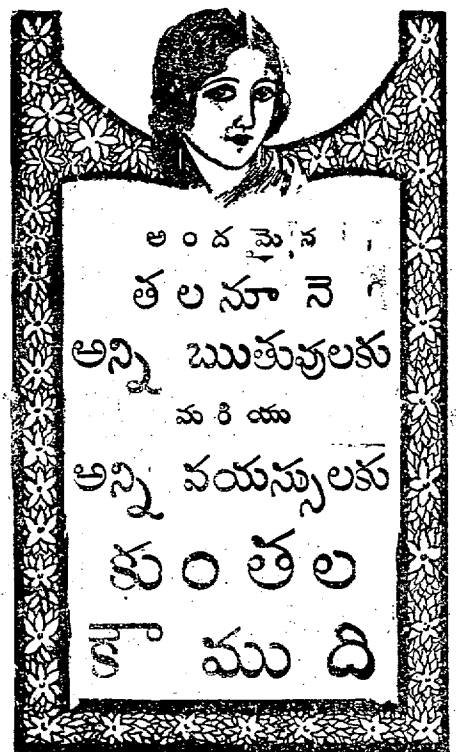 అందమైన
తలనూనె
అన్ని ఋతువులకు
మరియు
అన్ని వయస్సులకు
కుంతల
కౌముది